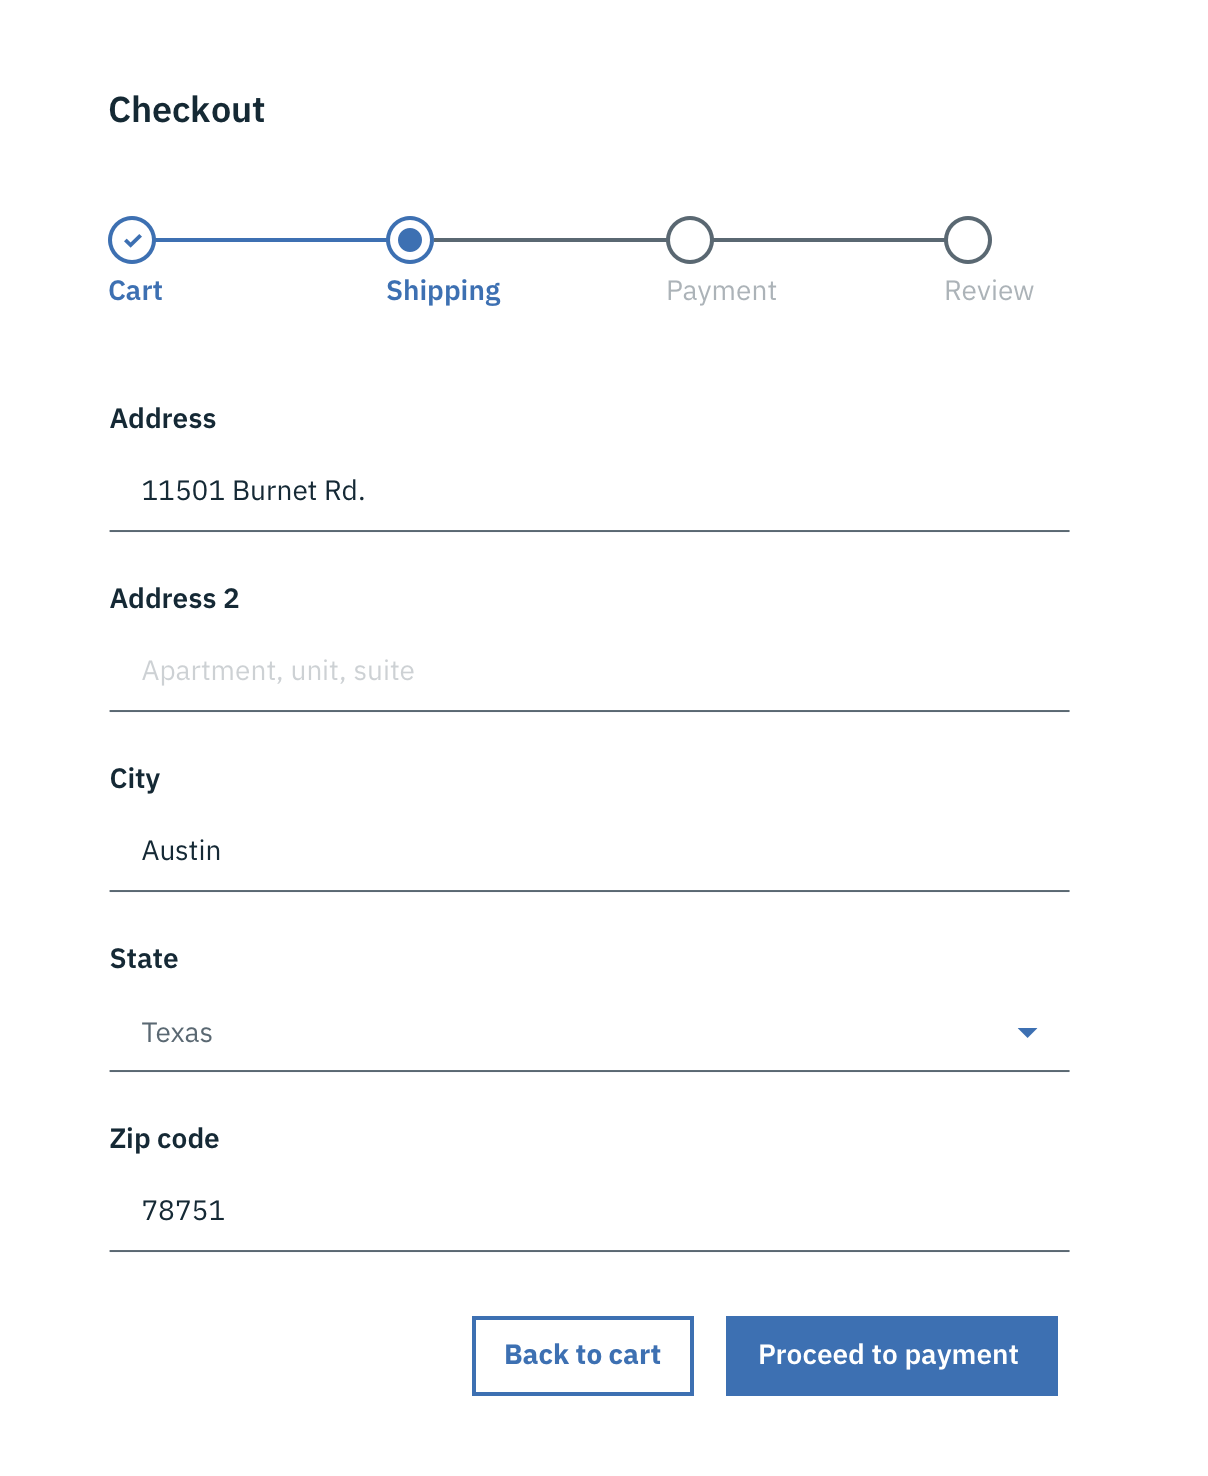 Checkout
Cart Shipping Payment Review
Address
11501 Burnet Rd.
Address 2
Apartment, unit, suite
City
Austin
State
Texas
Zip code
78751
Back to cart Proceed to payment